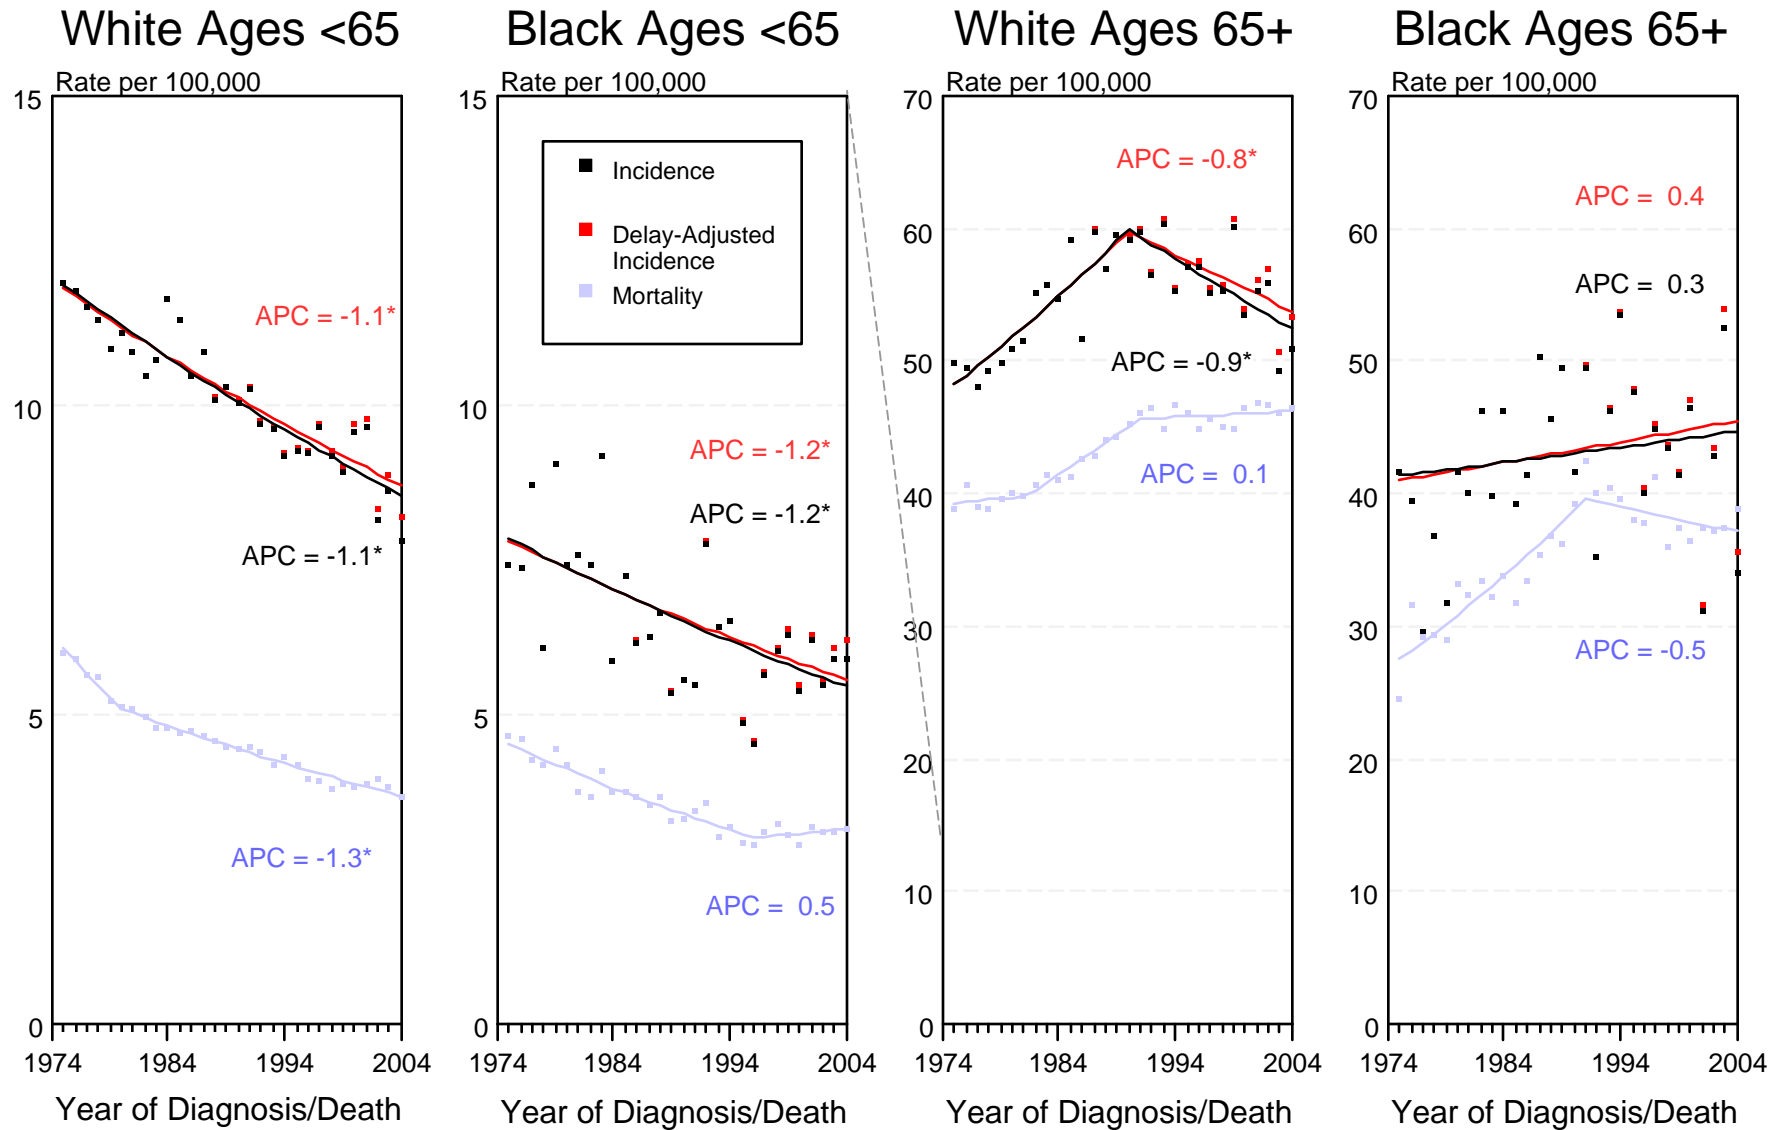 White Ages <65
Black Ages <65
White Ages 65+
Black Ages 65+
Rate per 100,000
Rate per 100,000
Rate per 100,000
Rate per 100,000
15
10
5
0
APC = -1.1*
APC = -1.1*
APC = -1.3*
1974 1984 1994 2004
Year of Diagnosis/Death
15
10
5
0
Incidence
Delay-Adjusted
Incidence
Mortality
APC = -1.2*
APC = -1.2*
APC = 0.5
1974 1984 1994 2004
Year of Diagnosis/Death
70
60
50
40
30
20
10
0
APC = -0.8*
APC = -0.9*
APC = 0.1
1974 1984 1994 2004
Year of Diagnosis/Death
70
60
50
40
30
20
10
0
APC = 0.4
APC = 0.3
APC = -0.5
1974 1984 1994 2004
Year of Diagnosis/Death